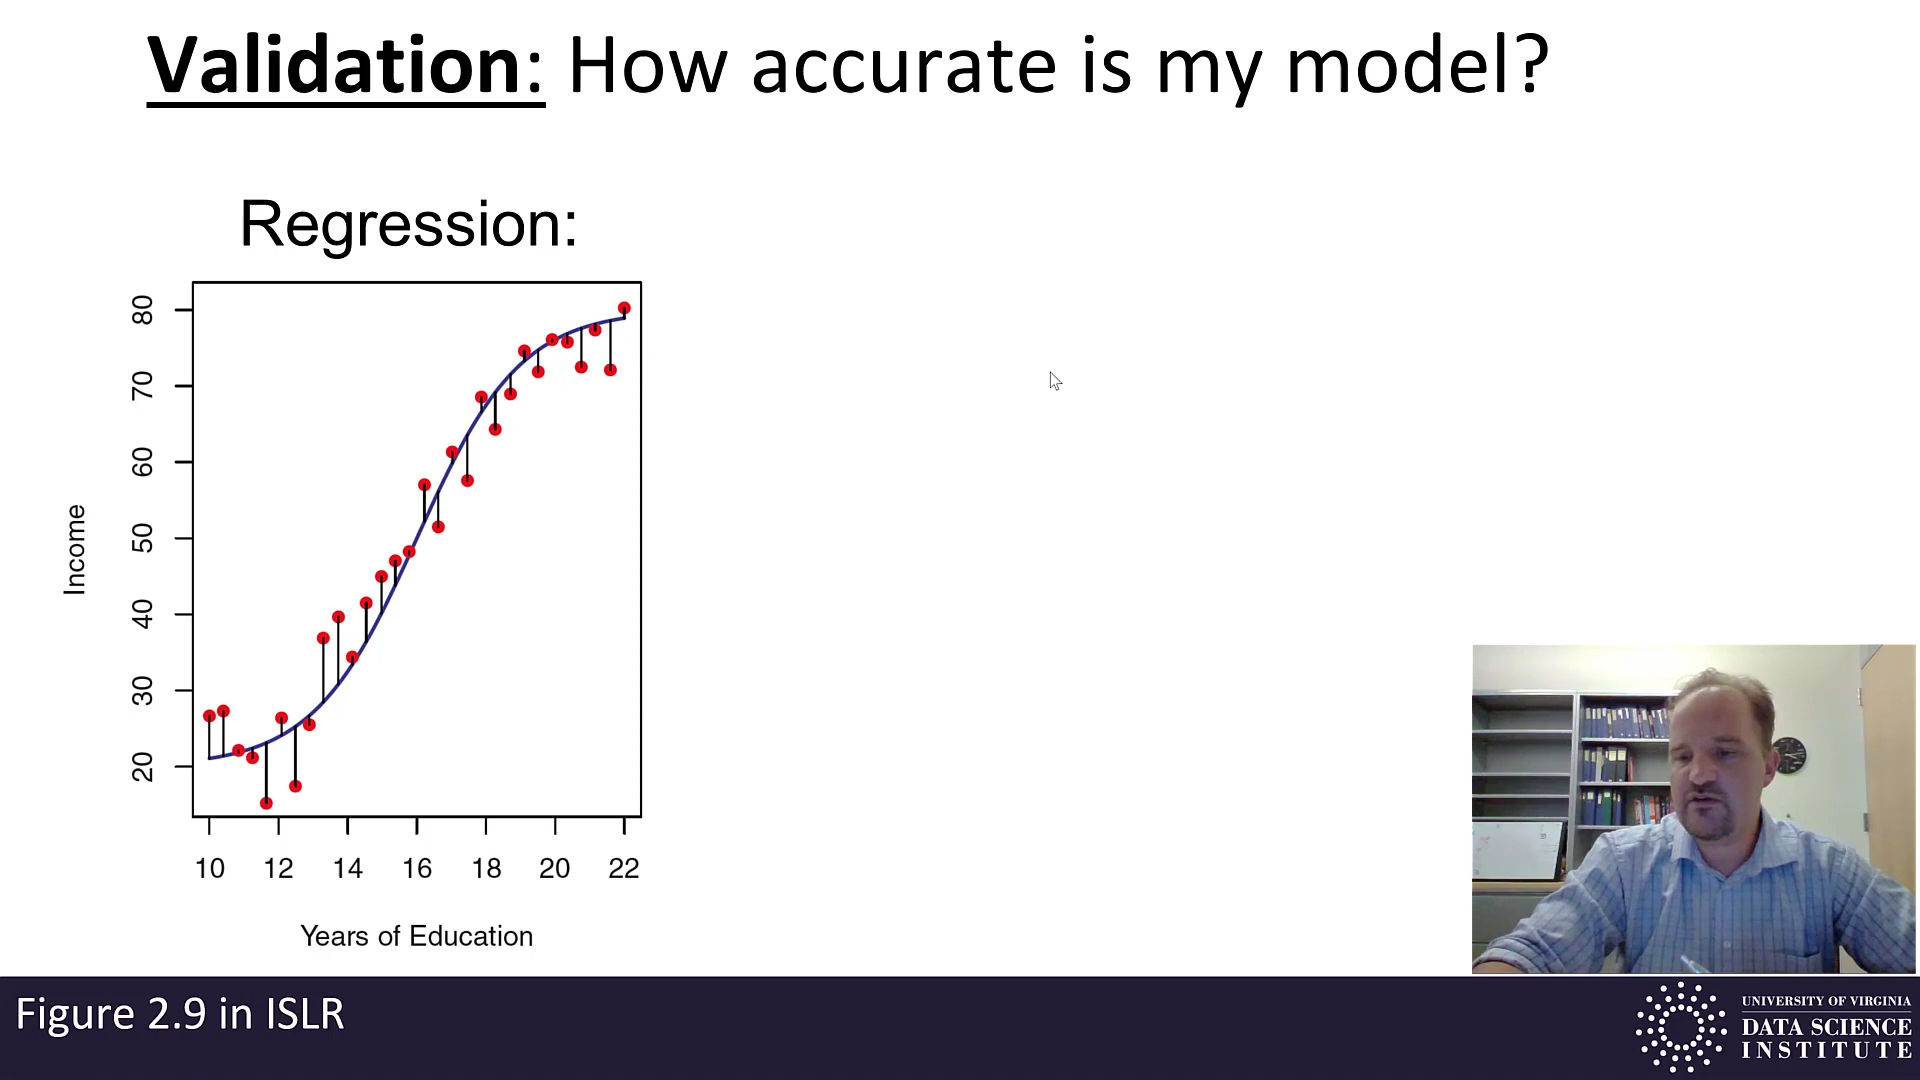 Validation: How accurate is my model?
Regression:
80
70
60
50
40
30
20
Income
10 12 14 16 18 20 22
Years of Education
Figure 2.9 in ISLR
UNIVERSITY OF VIRGINIA
DATA SCIENCE
INSTITUTE